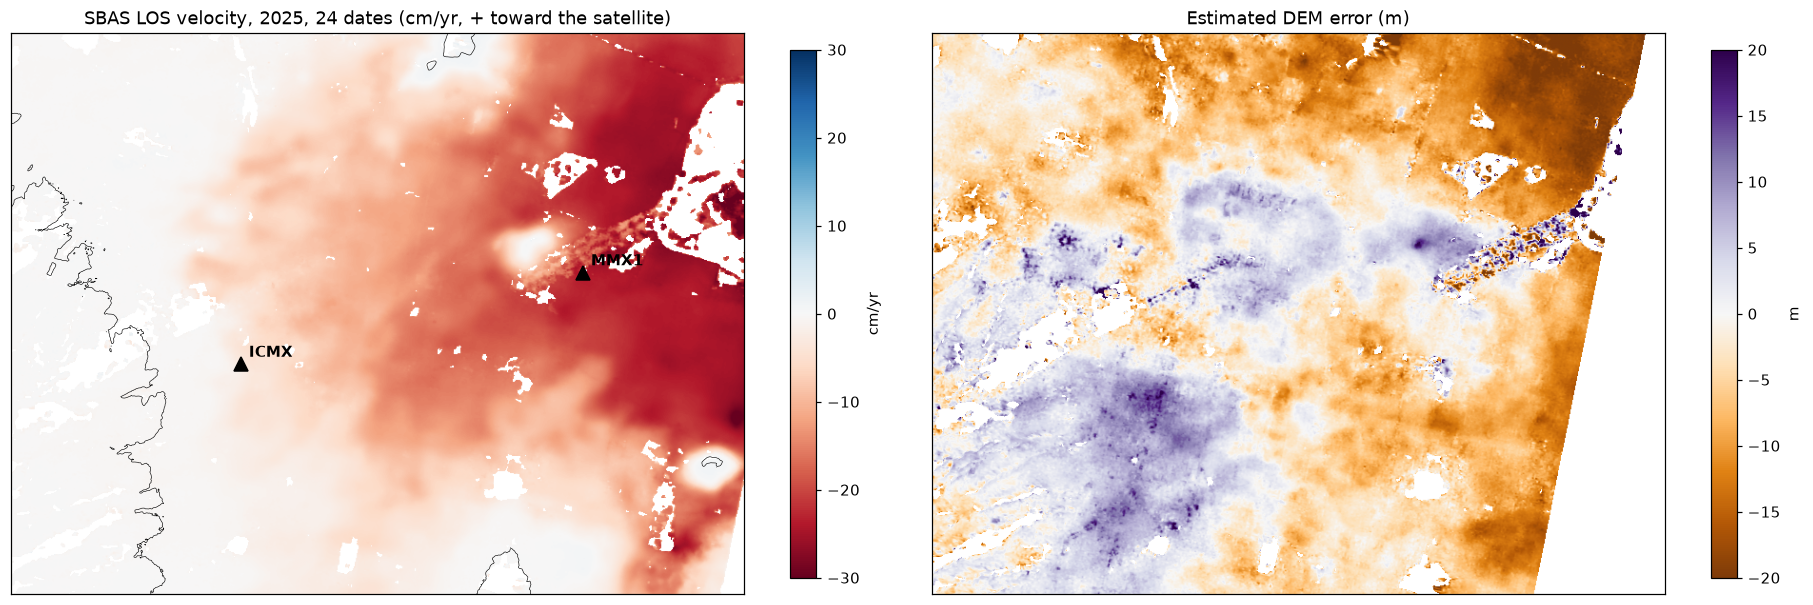 SBAS LOS velocity, 2025, 24 dates (cm/yr, + toward the satellite)
MMX1
ICMX
30
20
10
0
−10
−20
−30
cm/yr
Estimated DEM error (m)
20
15
10
5
0
−5
−10
−15
−20
m